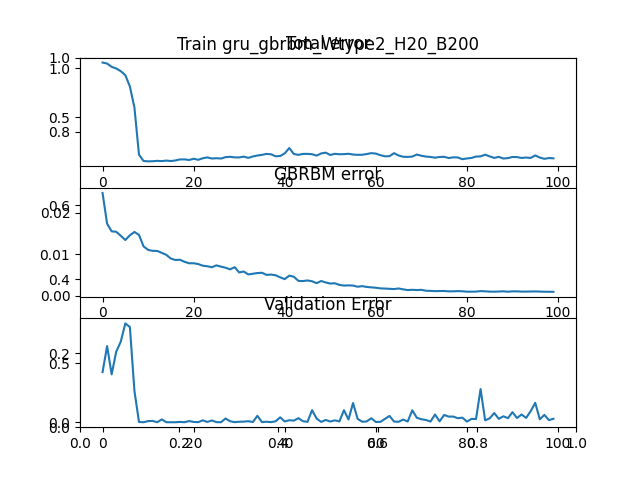 Train gru_gbrbm_Wtype2_H20_B200
Total error
1.0
1.0
0.5
0.8
0 20 40 60 80 100
GBRBM error
0.6
0.02
0.01
0.4
0.00
0 20 40 60 80 100
Validation Error
0.2
0.5
0.0
0.0
0.0 0 0.2 20 0.4 40 0.6 60 80 0.8 100 1.0